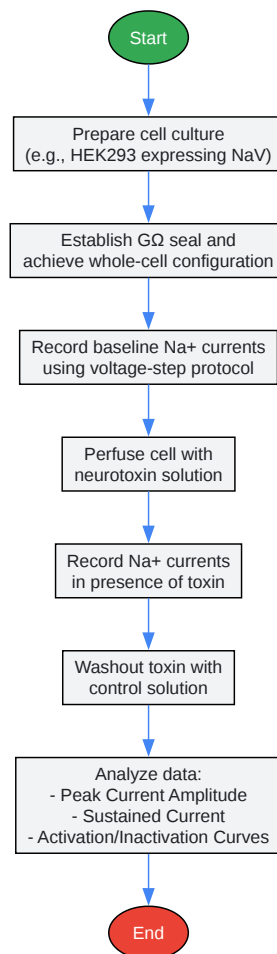 Start
Prepare cell culture
(e.g., HEK293 expressing NaV)
Establish GΩ seal and
achieve whole-cell configuration
Record baseline Na+ currents
using voltage-step protocol
Perfuse cell with
neurotoxin solution
Record Na+ currents
in presence of toxin
Washout toxin with
control solution
Analyze data:
- Peak Current Amplitude
- Sustained Current
- Activation/Inactivation Curves
End